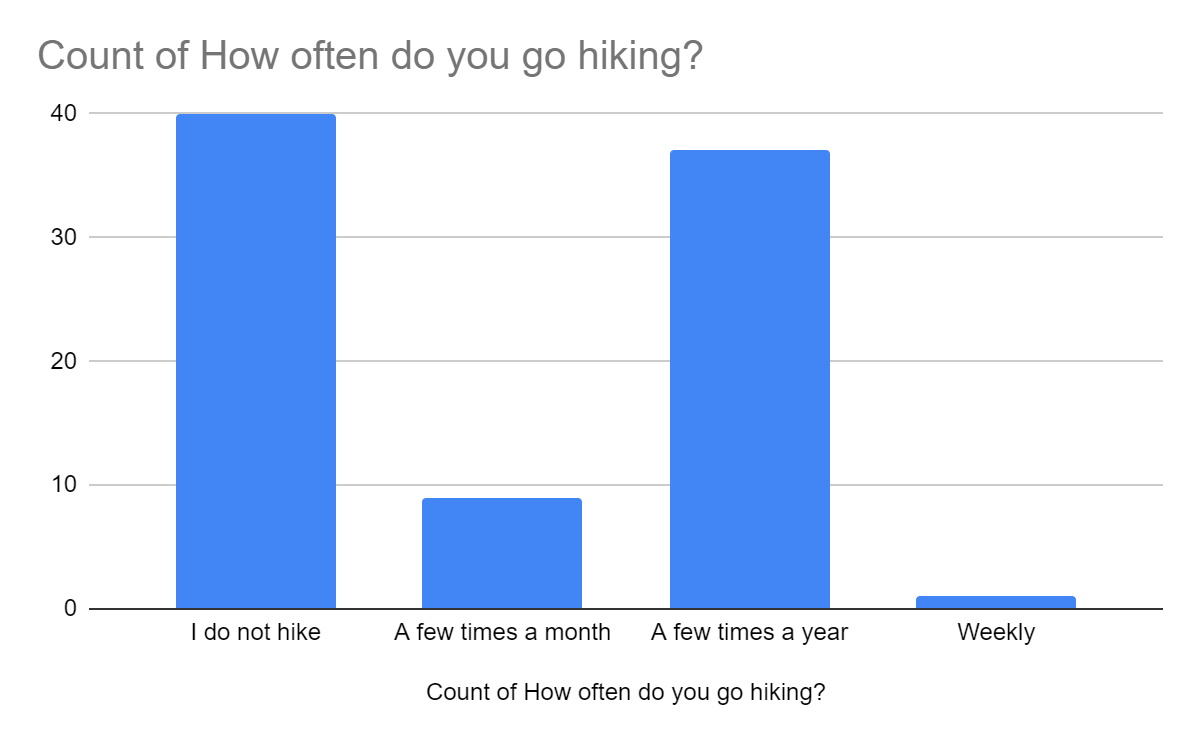 Count of How often do you go hiking?
40
30
20
10
0
I do not hike
A few times a month
A few times a year
Weekly
Count of How often do you go hiking?